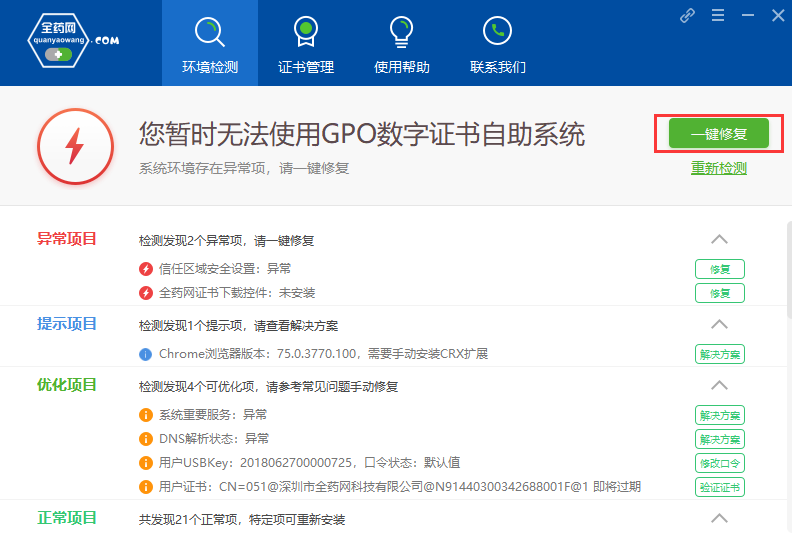 全药网
quanyaowang
.COM
环境检测
证书管理
使用帮助
联系我们
您暂时无法使用GPO数字证书自助系统
一键修复
系统环境存在异常项，请一键修复
重新检测
异常项目
检测发现2个异常项，请一键修复
信任区域安全设置：异常
修复
全药网证书下载控件：未安装
修复
提示项目
检测发现1个提示项，请查看解决方案
Chrome浏览器版本：75.0.3770.100，需要手动安装CRX扩展
解决方案
优化项目
检测发现4个可优化项，请参考常见问题手动修复
系统重要服务：异常
解决方案
DNS解析状态：异常
解决方案
用户USBKey：2018062700000725，口令状态：默认值
修改口令
用户证书：CN=051@深圳市全药网科技有限公司@N91440300342688001F@1 即将过期
验证证书
正常项目
共发现21个正常项，特定项可重新安装